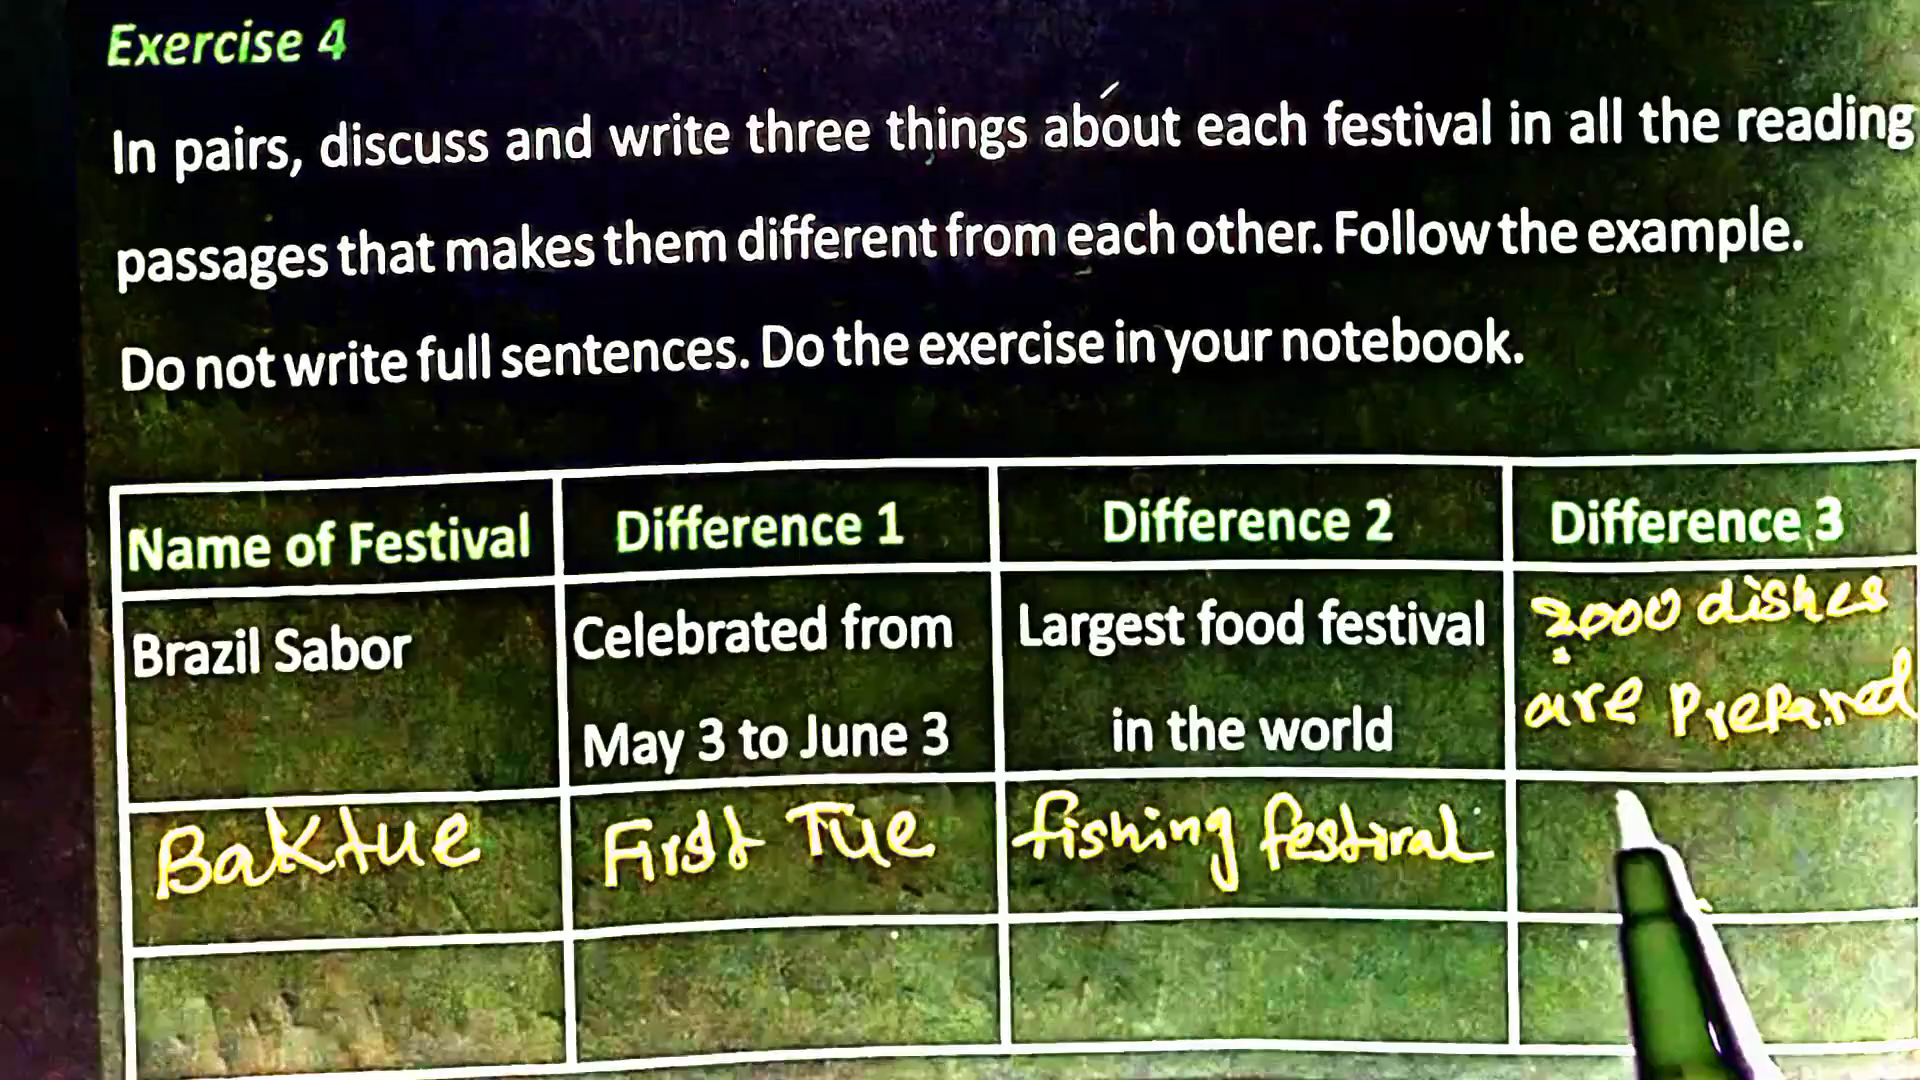 Exercise 4
In pairs, discuss and write three things about each festival in all the reading
passages that makes them different from each other. Follow the example.
Do not write full sentences. Do the exercise in your notebook.
Name of Festival Difference 1 Difference 2 Difference 3
Brazil Sabor Celebrated from Largest food festival 2000 dishes
May 3 to June 3 in the world are Prepared
Baktue First Tue fishing festival